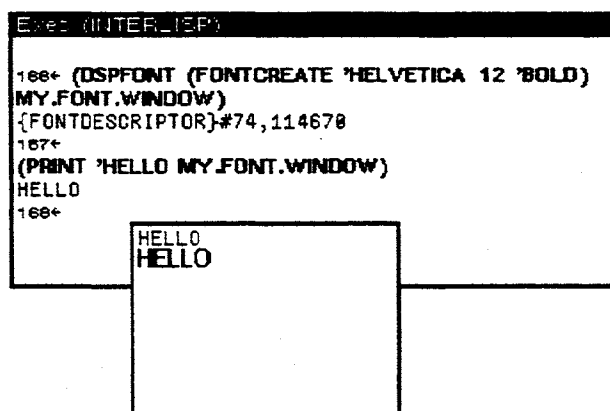 Exec (INTERLISP)
166← (DSPFONT (FONTCREATE 'HELVETICA 12 'BOLD)
MY.FONT.WINDOW)
{FONTDESCRIPTOR}#74,114670
167←
(PRINT 'HELLO MY.FONT.WINDOW)
HELLO
168←
HELLO
HELLO